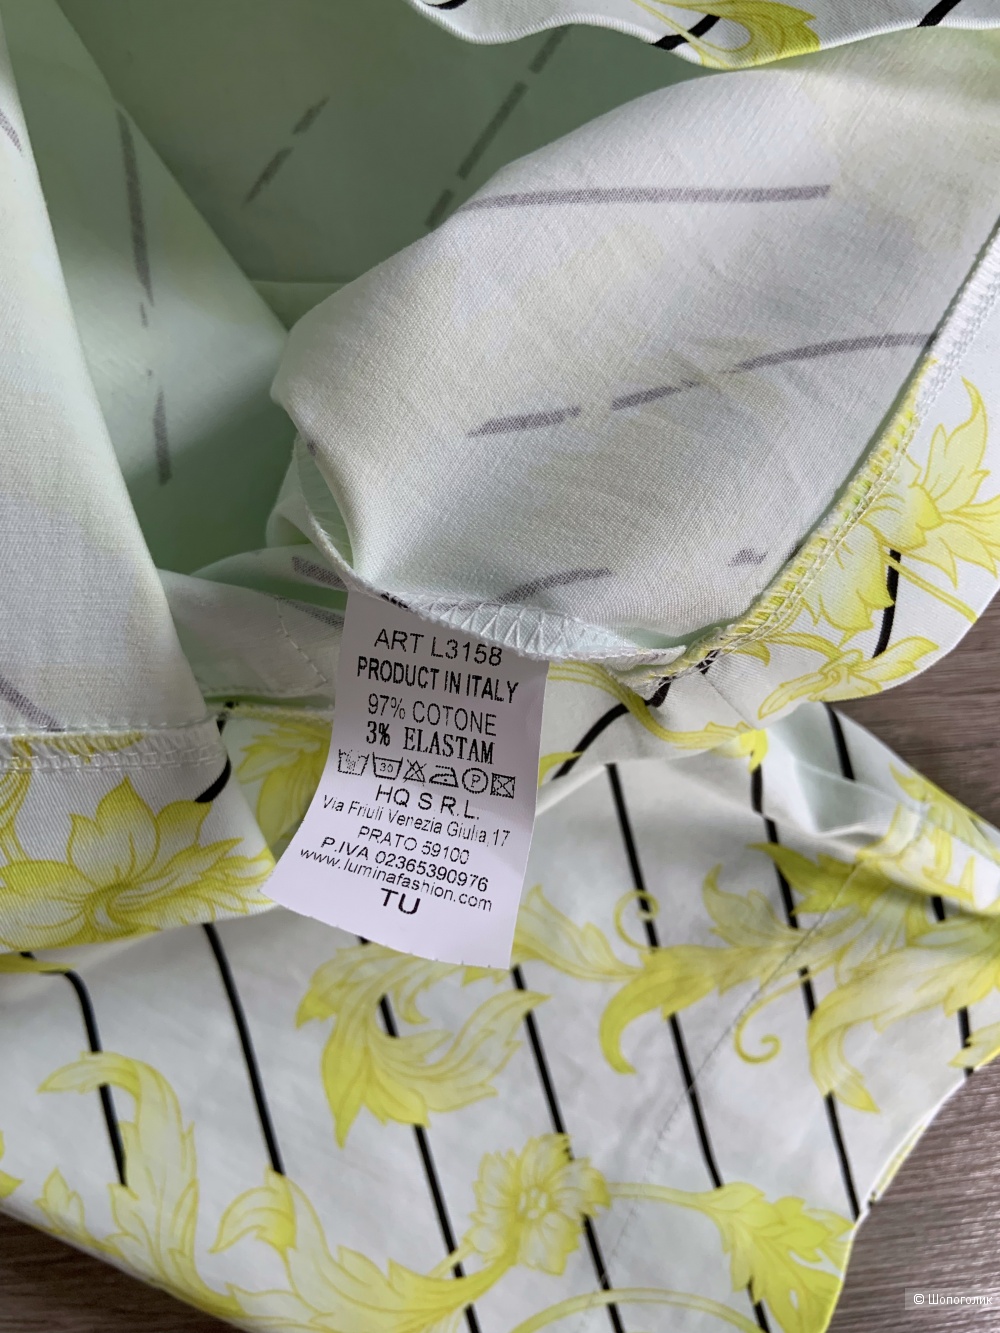 ART L3158
PRODUCT IN ITALY
97% COTONE
3% ELASTAM
30 P
HQ S R.L.
Via Friuli Venezia Giulia,17
PRATO 59100
P.IVA 02365390976
www.luminafashion.com
TU
© Шопоголик